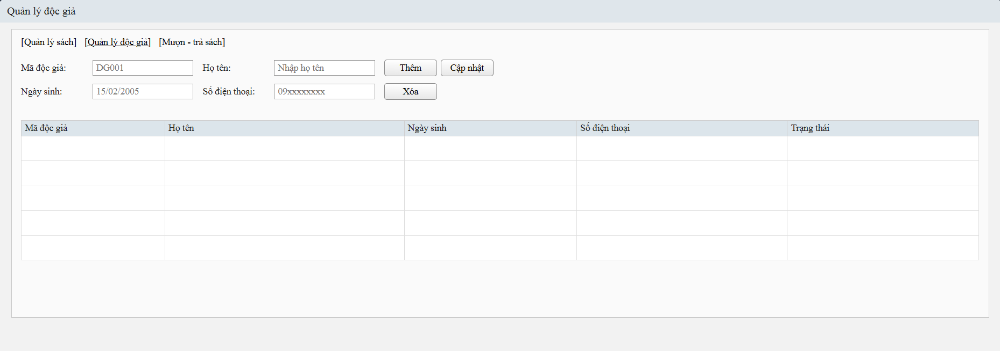 Quản lý độc giả
[Quản lý sách] [Quản lý độc giả] [Mượn - trả sách]
Mã độc giả: DG001 Họ tên: Nhập họ tên Thêm Cập nhật
Ngày sinh: 15/02/2005 Số điện thoại: 09xxxxxxxx Xóa
Mã độc giả Họ tên Ngày sinh Số điện thoại Trạng thái